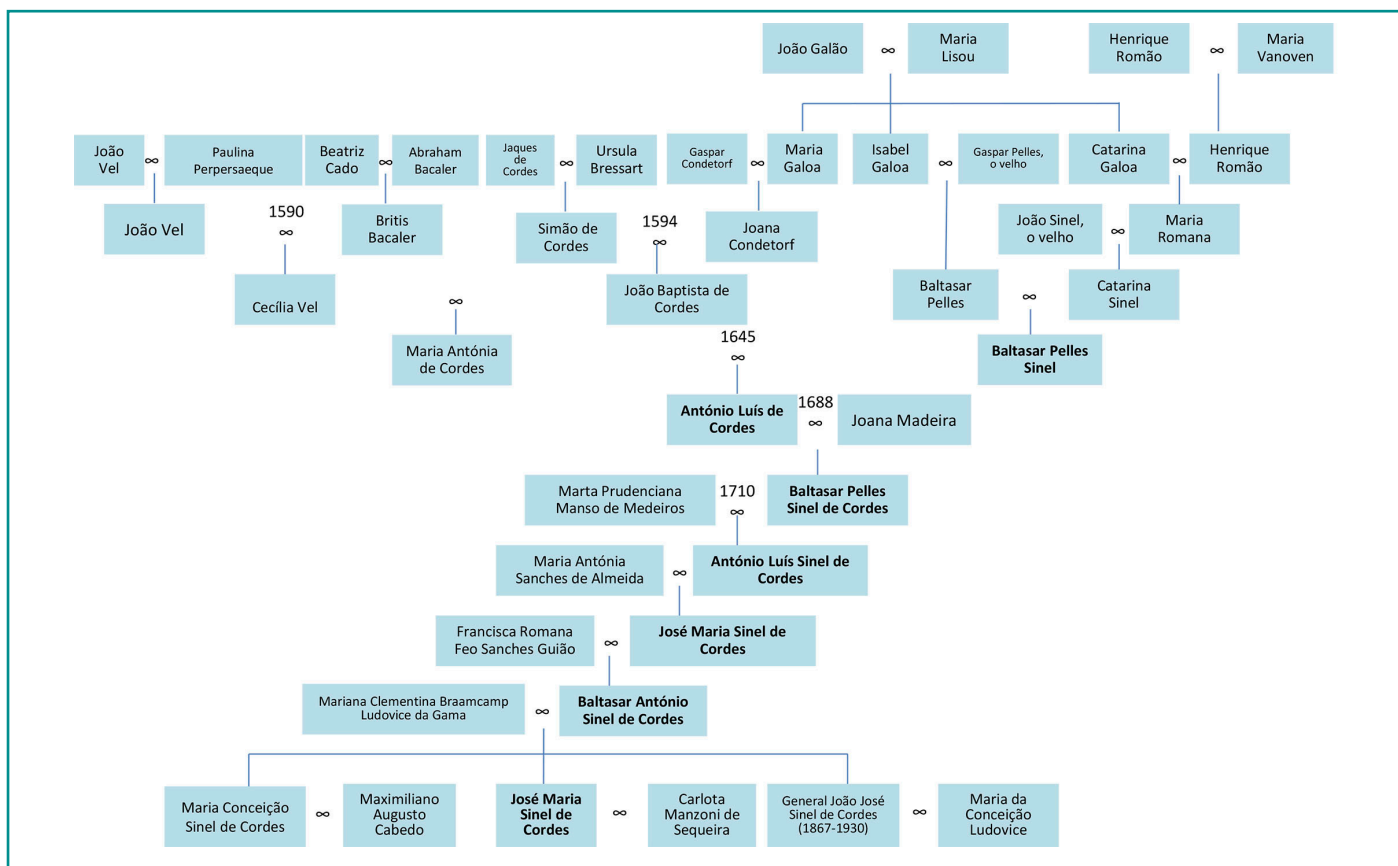 João Galão
∞
Maria
Lisou
Henrique
Romão
∞
Maria
Vanoven
João
Vel
∞
Paulina
Perpersaeque
Beatriz
Cado
∞
Abraham
Bacaler
Jaques
de
Cordes
∞
Ursula
Bressart
Gaspar
Condetorf
∞
Maria
Galoa
Isabel
Galoa
∞
Gaspar Pelles,
o velho
Catarina
Galoa
∞
Henrique
Romão
João Vel
1590
∞
Britis
Bacaler
Simão de
Cordes
1594
∞
Joana
Condetorf
João Sinel,
o velho
∞
Maria
Romana
Cecília Vel
∞
João Baptista de
Cordes
Baltasar
Pelles
∞
Catarina
Sinel
Maria Antónia
de Cordes
1645
∞
Baltasar Pelles
Sinel
António Luís de
Cordes
1688
∞
Joana Madeira
Marta Prudenciana
Manso de Medeiros
1710
∞
Baltasar Pelles
Sinel de Cordes
Maria Antónia
Sanches de Almeida
∞
António Luís Sinel de
Cordes
Francisca Romana
Feo Sanches Guião
∞
José Maria Sinel de
Cordes
Mariana Clementina Braamcamp
Ludovice da Gama
∞
Baltasar António
Sinel de Cordes
Maria Conceição
Sinel de Cordes
∞
Maximiliano
Augusto
Cabedo
José Maria
Sinel de
Cordes
∞
Carlota
Manzoni de
Sequeira
General João José
Sinel de Cordes
(1867-1930)
∞
Maria da
Conceição
Ludovice